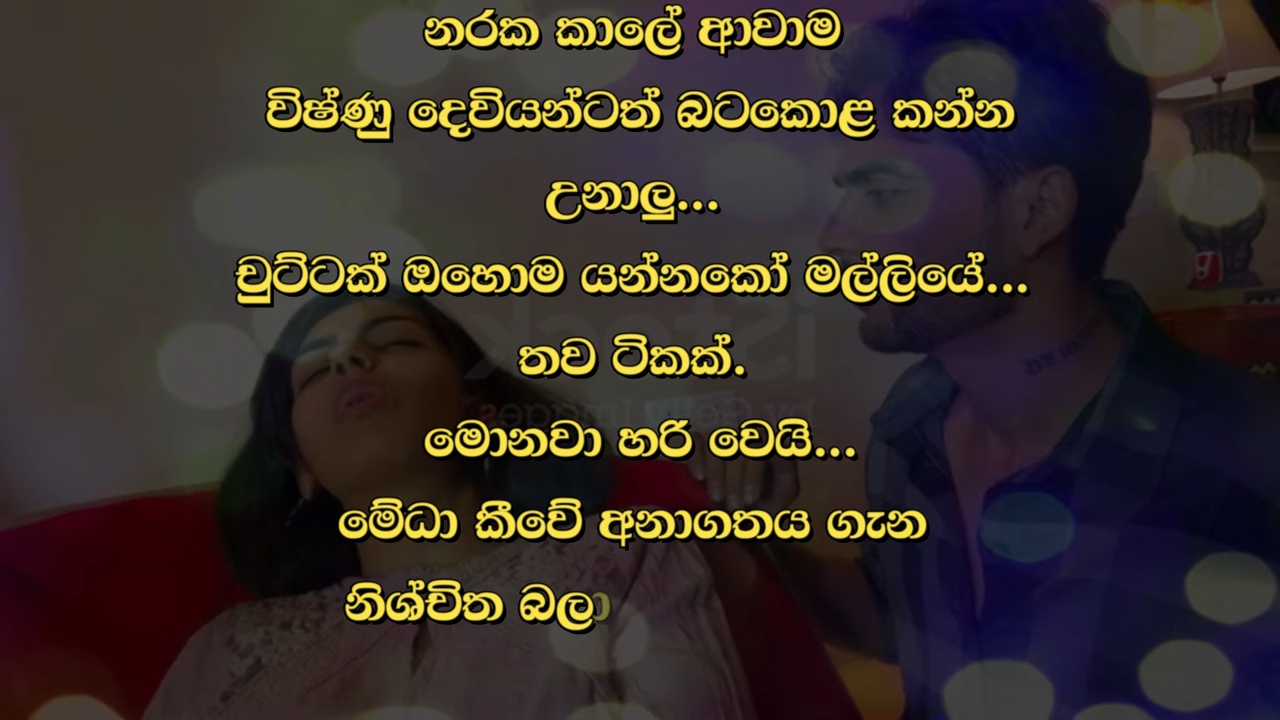 නරක කාලේ ආවාම
විෂ්ණු දෙවියන්ටත් බටකොළ කන්න
උනාලු...
චුට්ටක් ඔහොම යන්නකෝ මල්ලියේ...
තව ටිකක්.
මොනවා හරි වෙයි...
මේධා කීවේ අනාගතය ගැන
නිශ්චිත බලා